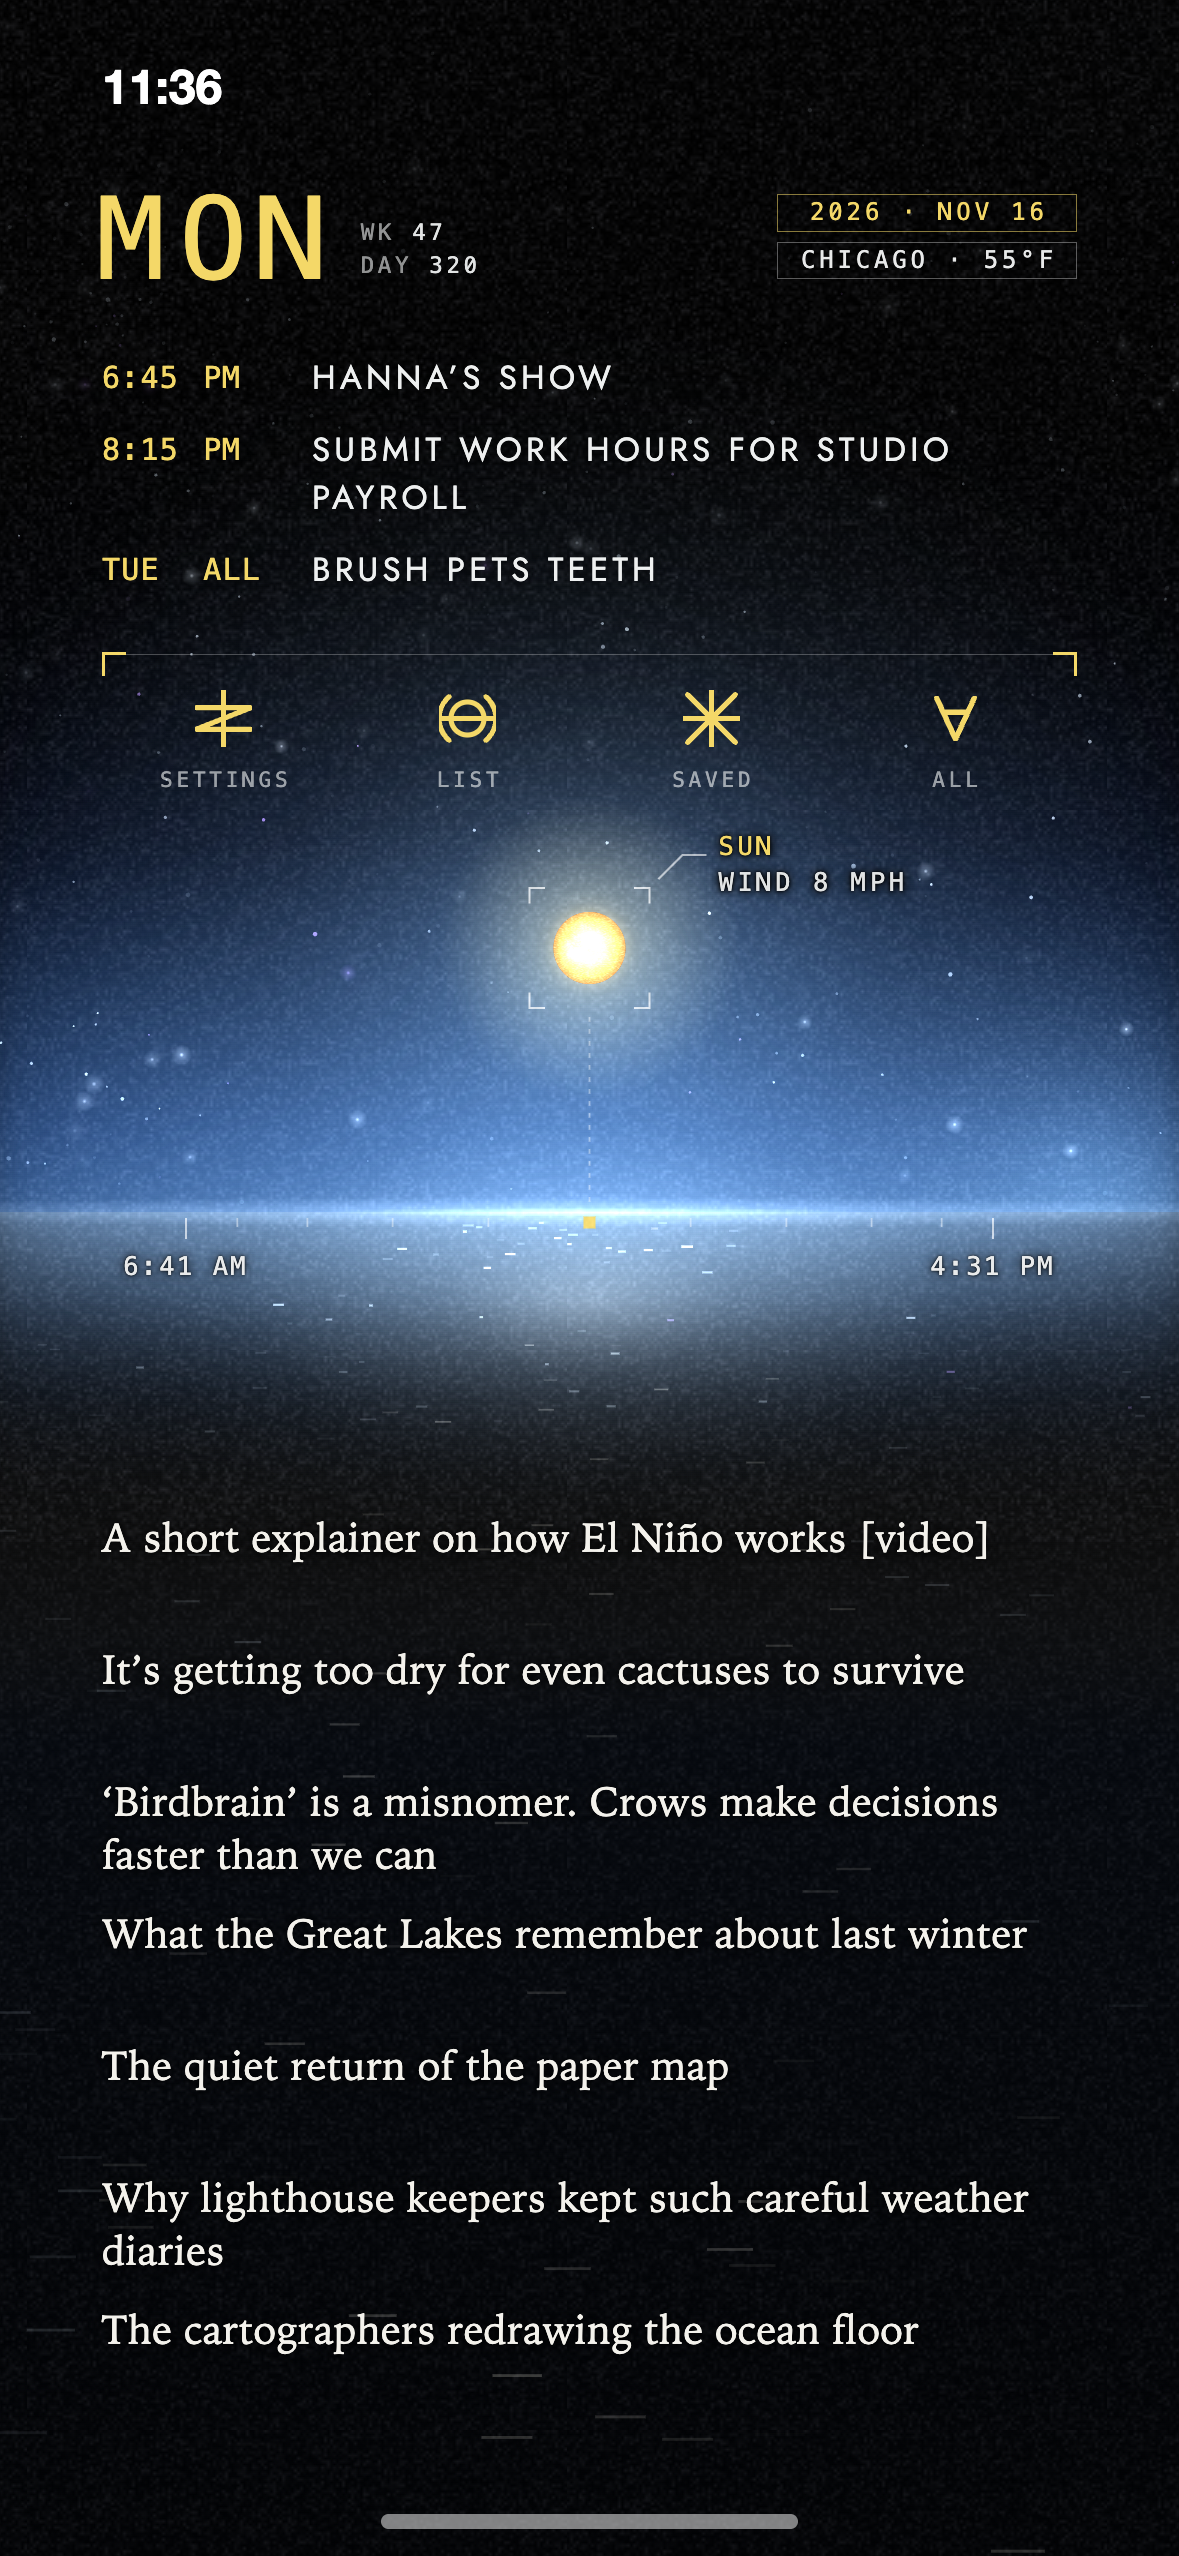 11:36
MON
WK 47
DAY 320
2026 · NOV 16
CHICAGO · 55°F
6:45 PM HANNA’S SHOW
8:15 PM SUBMIT WORK HOURS FOR STUDIO
PAYROLL
TUE ALL BRUSH PETS TEETH
SETTINGS LIST SAVED ALL
SUN
WIND 8 MPH
6:41 AM 4:31 PM
A short explainer on how El Niño works [video]
It’s getting too dry for even cactuses to survive
‘Birdbrain’ is a misnomer. Crows make decisions
faster than we can
What the Great Lakes remember about last winter
The quiet return of the paper map
Why lighthouse keepers kept such careful weather
diaries
The cartographers redrawing the ocean floor